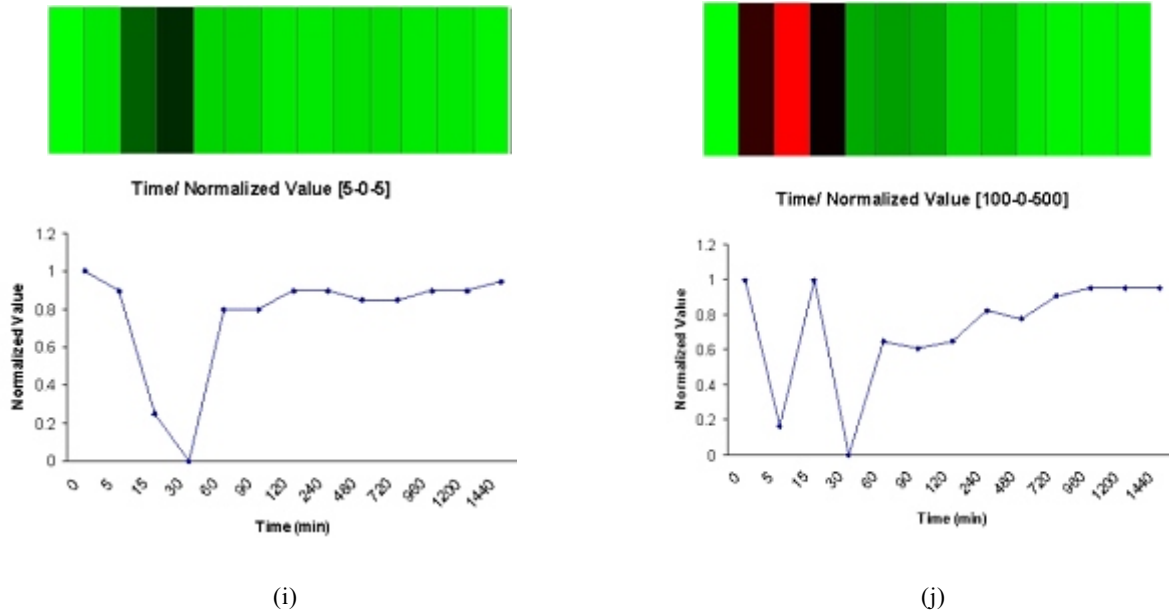 Time/ Normalized Value [5-0-5]
1.2
1
0.8
0.6
0.4
0.2
0
Normalized Value
0 5 15 30 60 90 120 240 480 720 960 1200 1440
Time (min)
(i)
Time/ Normalized Value [100-0-500]
1.2
1
0.8
0.6
0.4
0.2
0
Normalized Value
0 5 15 30 60 90 120 240 480 720 960 1200 1440
Time (min)
(j)